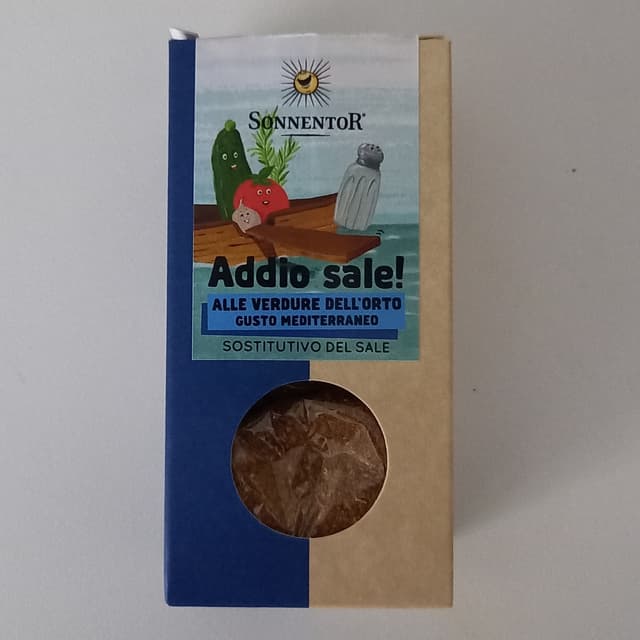 SONNENTOR®
Addio sale!
ALLE VERDURE DELL'ORTO
GUSTO MEDITERRANEO
SOSTITUTIVO DEL SALE